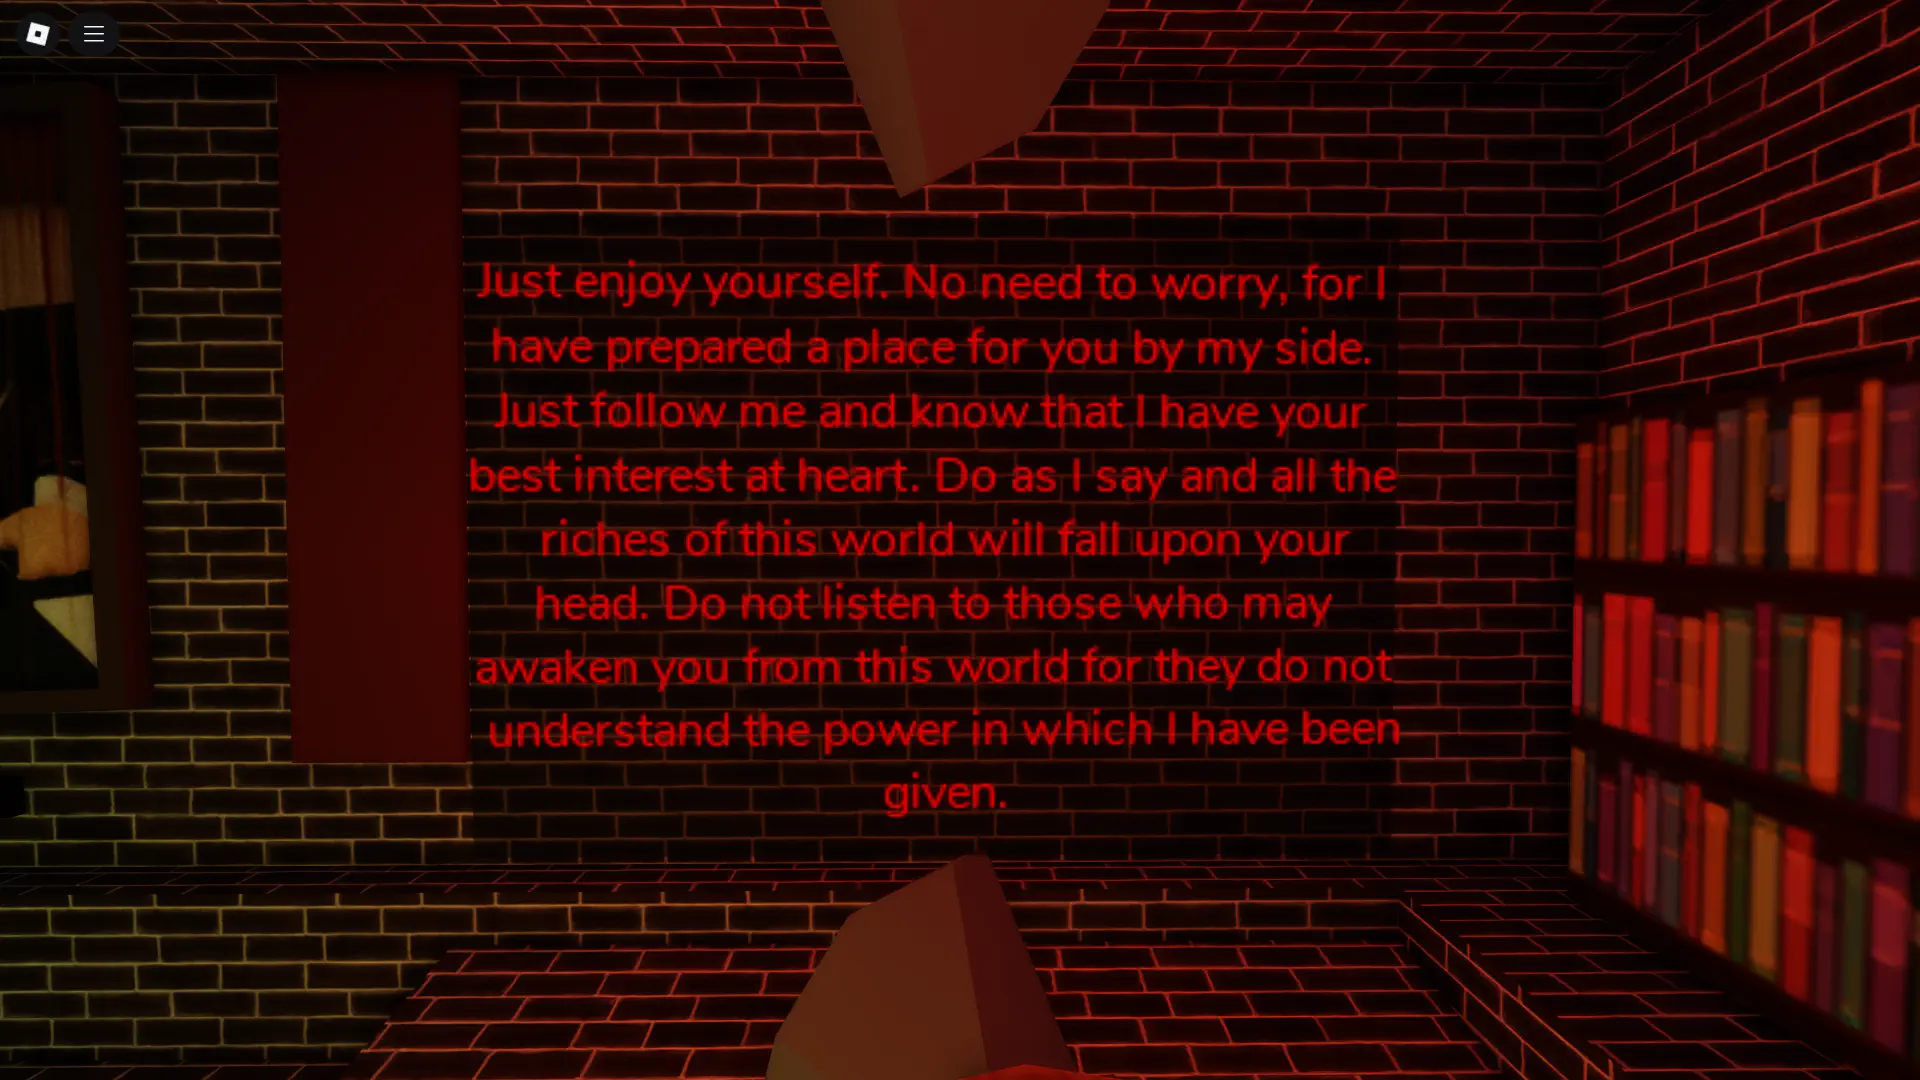 Just enjoy yourself. No need to worry, for I
have prepared a place for you by my side.
Just follow me and know that I have your
best interest at heart. Do as I say and all the
riches of this world will fall upon your
head. Do not listen to those who may
awaken you from this world for they do not
understand the power in which I have been
given.